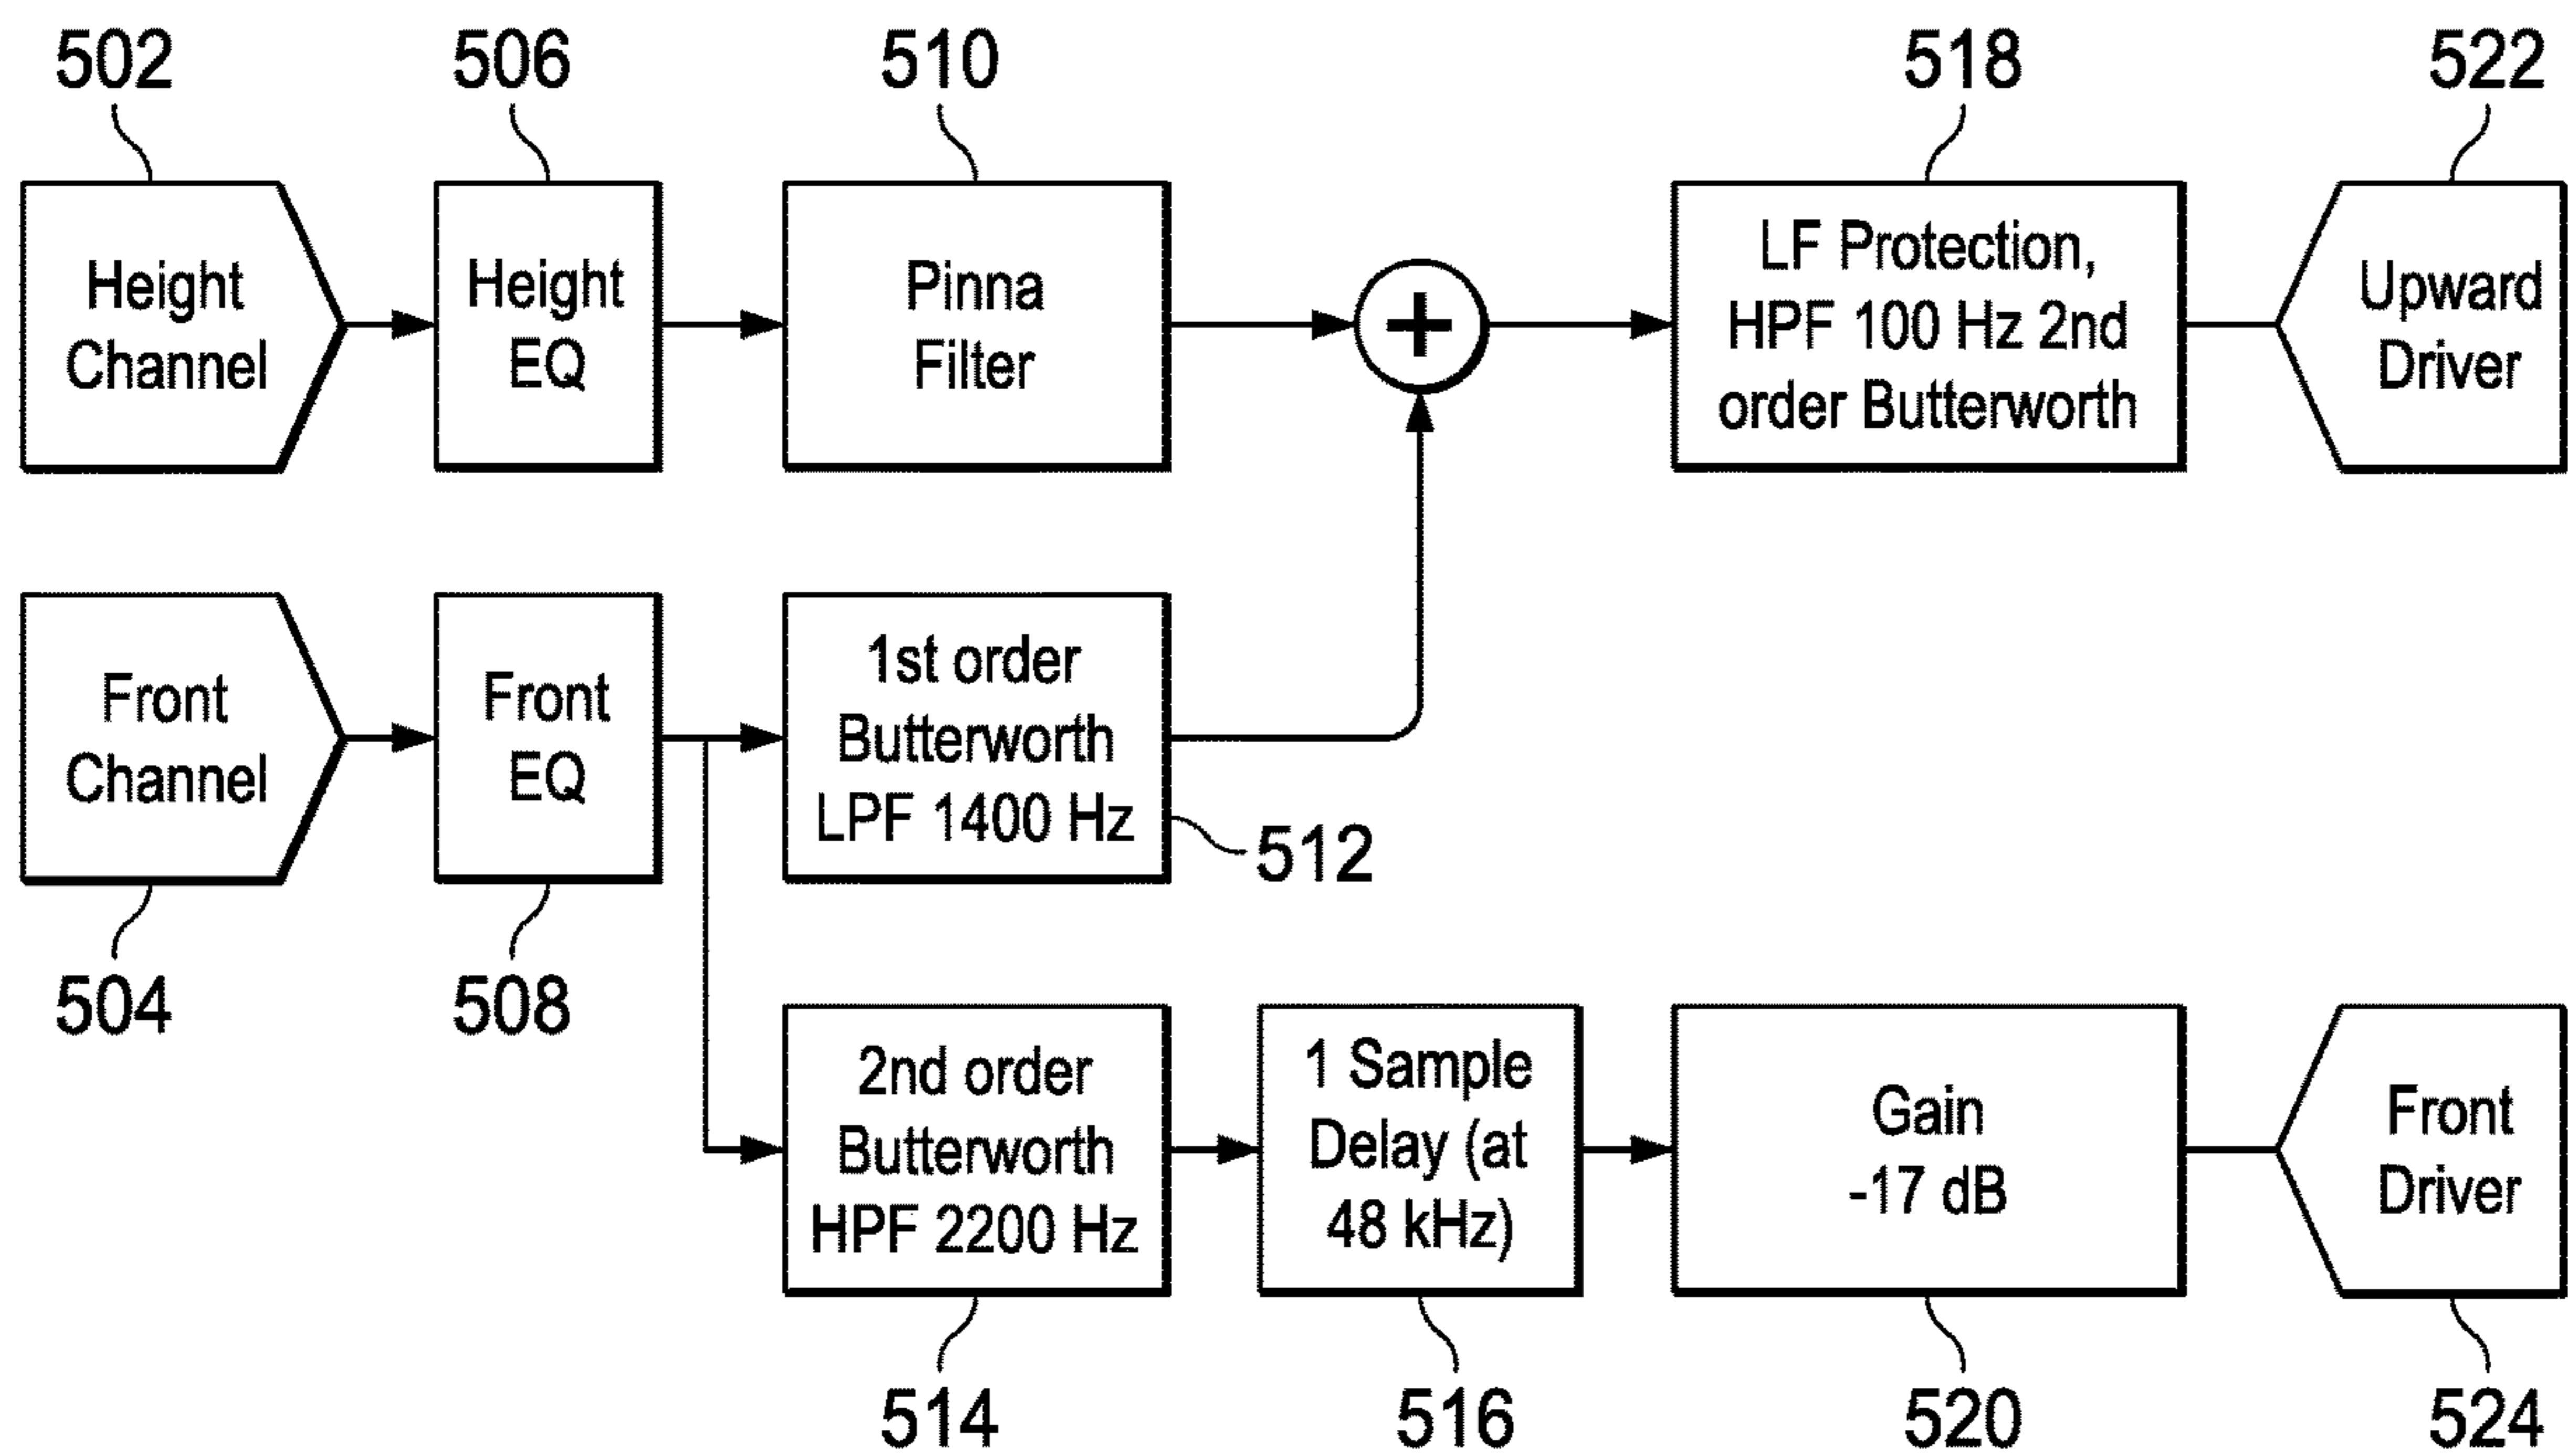 502
506
510
518
522
Height
Channel
Height
EQ
Pinna
Filter
+
LF Protection,
HPF 100 Hz 2nd
order Butterworth
Upward
Driver
Front
Channel
Front
EQ
1st order
Butterworth
LPF 1400 Hz
512
504
508
2nd order
Butterworth
HPF 2200 Hz
1 Sample
Delay (at
48 kHz)
Gain
-17 dB
Front
Driver
514
516
520
524